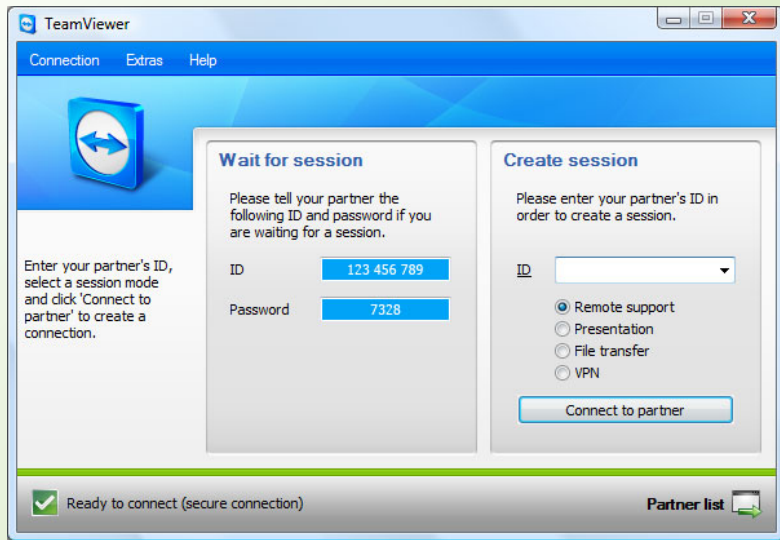 TeamViewer
Connection Extras Help
Wait for session
Please tell your partner the
following ID and password if you
are waiting for a session.
ID 123 456 789
Password 7328
Create session
Please enter your partner's ID in
order to create a session.
ID
Remote support
Presentation
File transfer
VPN
Connect to partner
Enter your partner's ID,
select a session mode
and click 'Connect to
partner' to create a
connection.
Ready to connect (secure connection)
Partner list